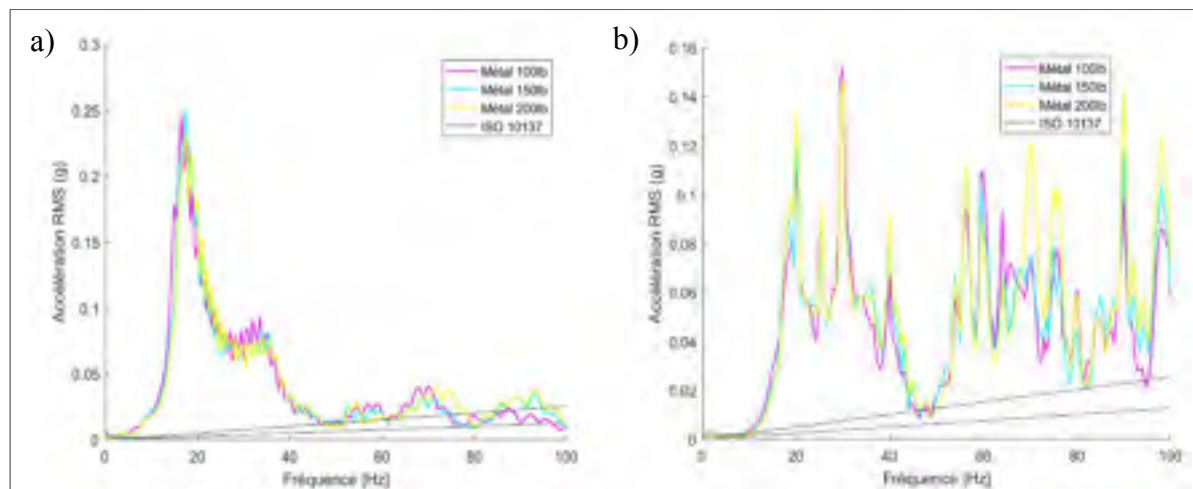 a)
0.3
0.25
0.2
0.15
0.1
0.05
0
Accélération RMS (g)
0 20 40 60 80 100
Fréquence [Hz]
Métal 100lb
Métal 150lb
Métal 200lb
ISO 10137
b)
0.16
0.14
0.12
0.1
0.08
0.06
0.04
0.02
0
Accélération RMS (g)
0 20 40 60 80 100
Fréquence [Hz]
Métal 100lb
Métal 150lb
Métal 200lb
ISO 10137